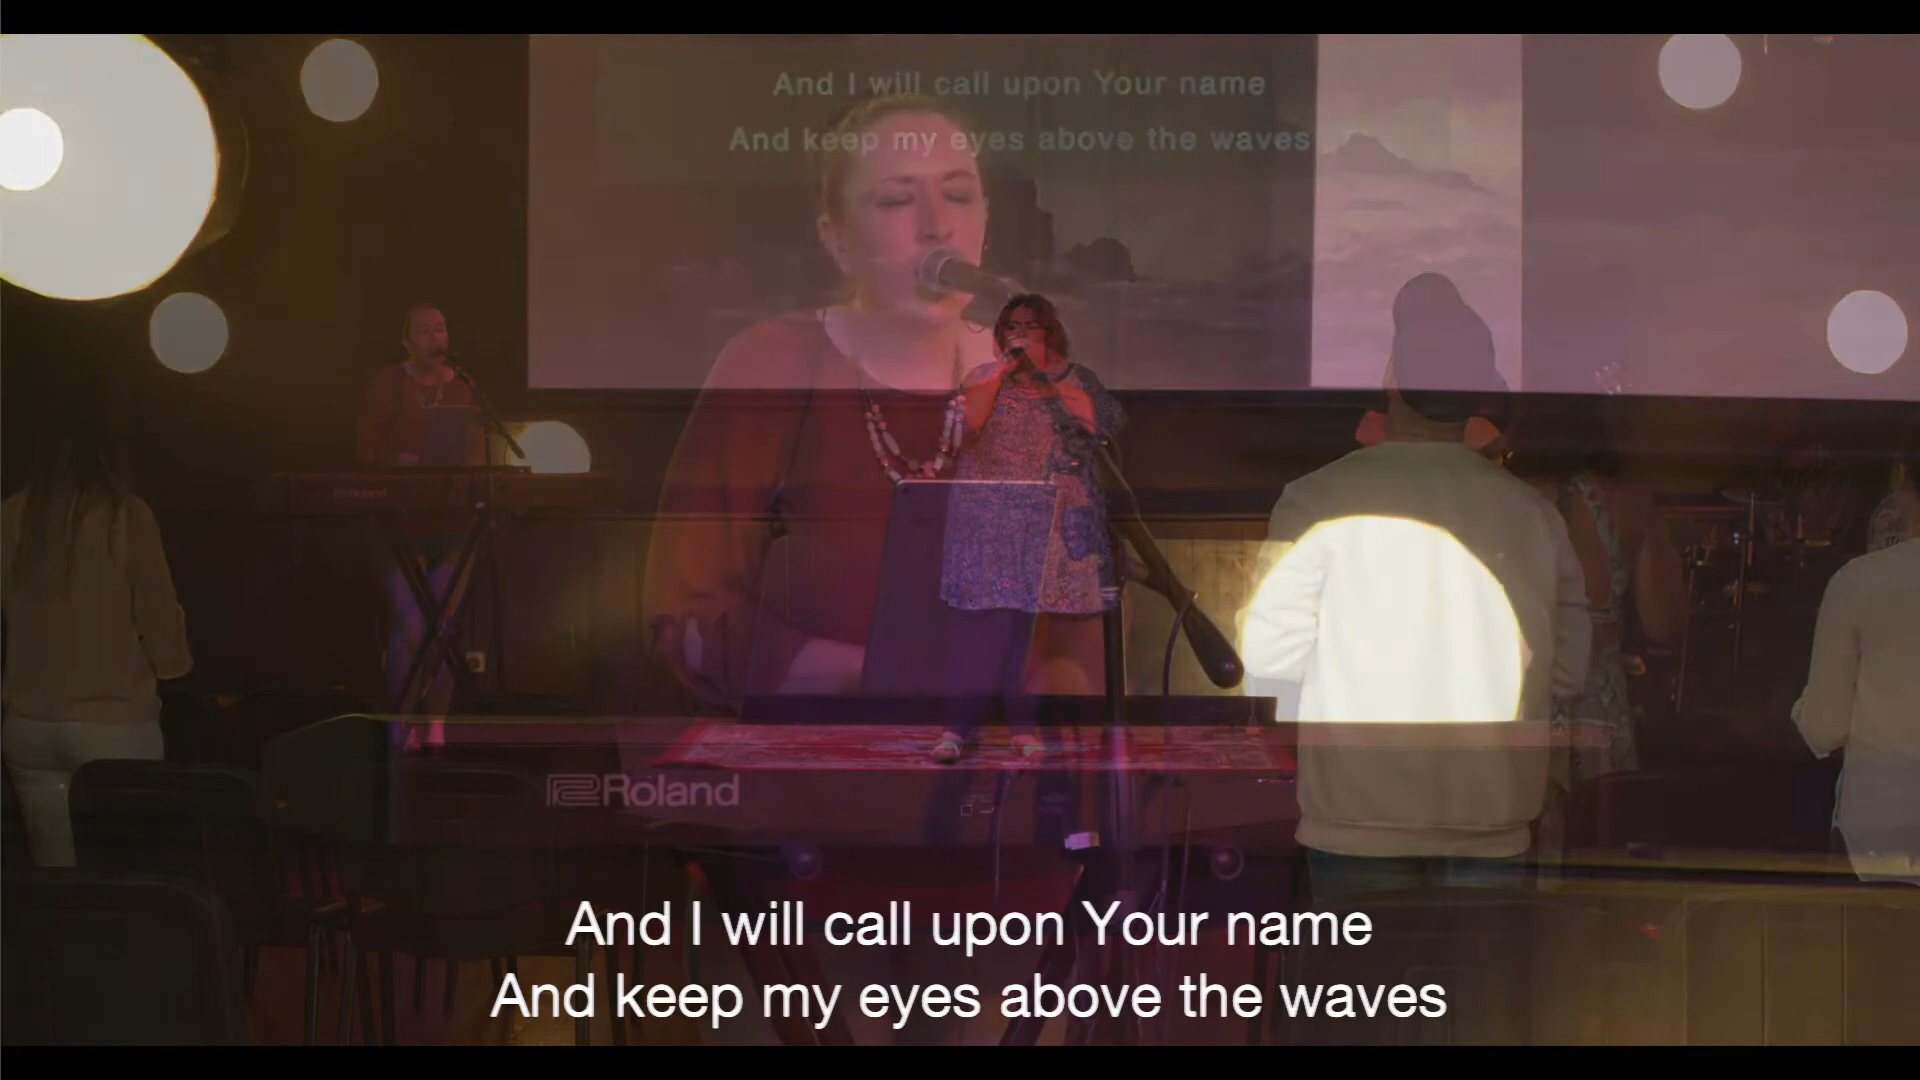 And I will call upon Your name
And keep my eyes above the waves
Roland
Roland
And I will call upon Your name
And keep my eyes above the waves